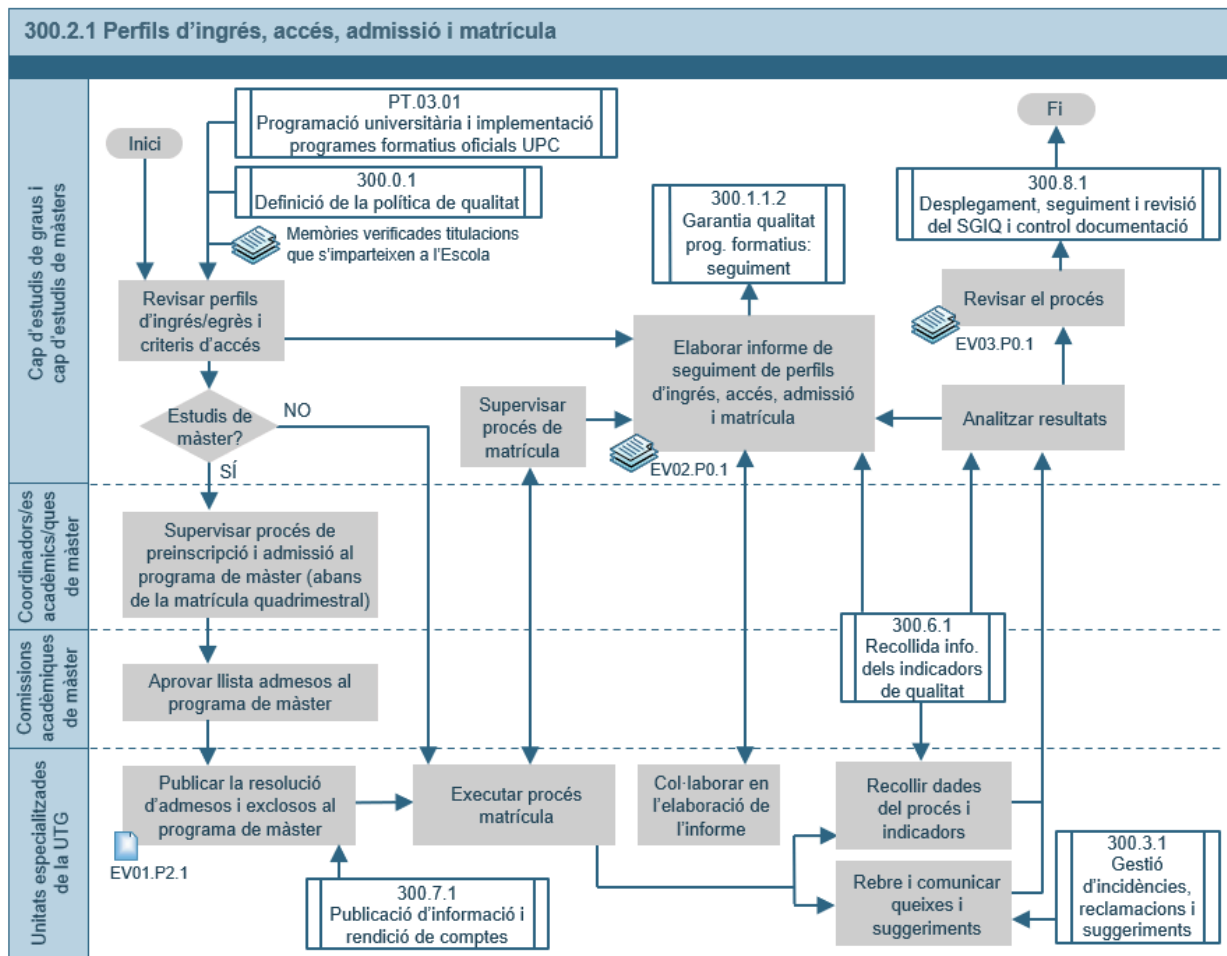 300.2.1 Perfils d'ingrés, accés, admissió i matrícula
Cap d'estudis de graus i
cap d'estudis de màsters
Inici
PT.03.01
Programació universitària i implementació
programes formatius oficials UPC
300.0.1
Definició de la política de qualitat
Memòries verificades titulacions
que s'imparteixen a l'Escola
Revisar perfils
d'ingrés/egrès i
criteris d'accés
Estudis de
màster?
NO
SÍ
Supervisar
procés de
matrícula
300.1.1.2
Garantia qualitat
prog. formatius:
seguiment
Elaborar informe de
seguiment de perfils
d'ingrés, accés, admissió
i matrícula
EV02.P0.1
Fi
300.8.1
Desplegament, seguiment i revisió
del SGIQ i control documentació
Revisar el procés
EV03.P0.1
Analitzar resultats
Coordinadors/es
acadèmics/ques
de màster
Supervisar procés de
preinscripció i admissió al
programa de màster (abans
de la matrícula quadrimestral)
300.6.1
Recollida info.
dels indicadors
de qualitat
Comissions
acadèmiques
de màster
Aprovar llista admesos al
programa de màster
Unitats especialitzades
de la UTG
Publicar la resolució
d'admesos i exclosos al
programa de màster
EV01.P2.1
300.7.1
Publicació d'informació i
rendició de comptes
Executar procés
matrícula
Col·laborar en
l'elaboració de
l'informe
Recollir dades
del procés i
indicadors
Rebre i comunicar
queixes i
suggeriments
300.3.1
Gestió
d'incidències,
reclamacions i
suggeriments